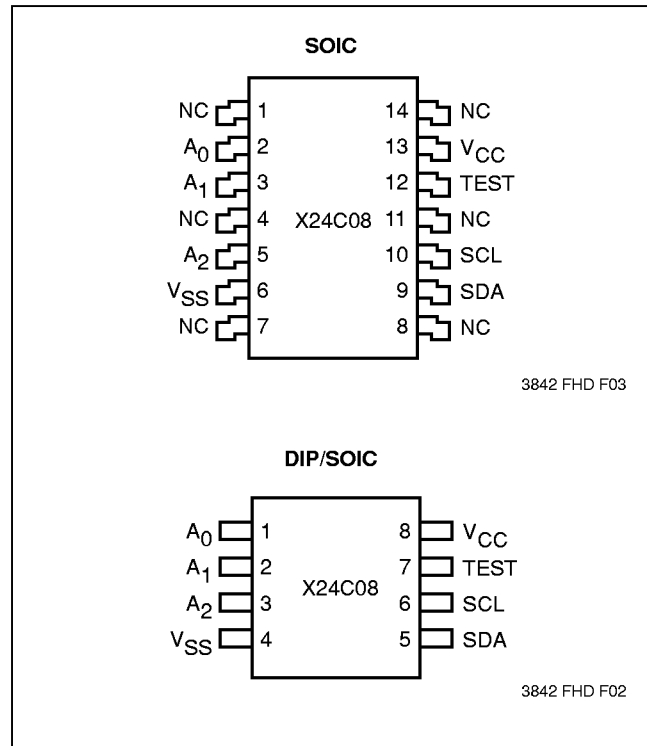 SOIC
NC 1 14 NC
A0 2 13 VCC
A1 3 12 TEST
NC 4 X24C08 11 NC
A2 5 10 SCL
VSS 6 9 SDA
NC 7 8 NC
3842 FHD F03
DIP/SOIC
A0 1 8 VCC
A1 2 7 TEST
X24C08
A2 3 6 SCL
VSS 4 5 SDA
3842 FHD F02